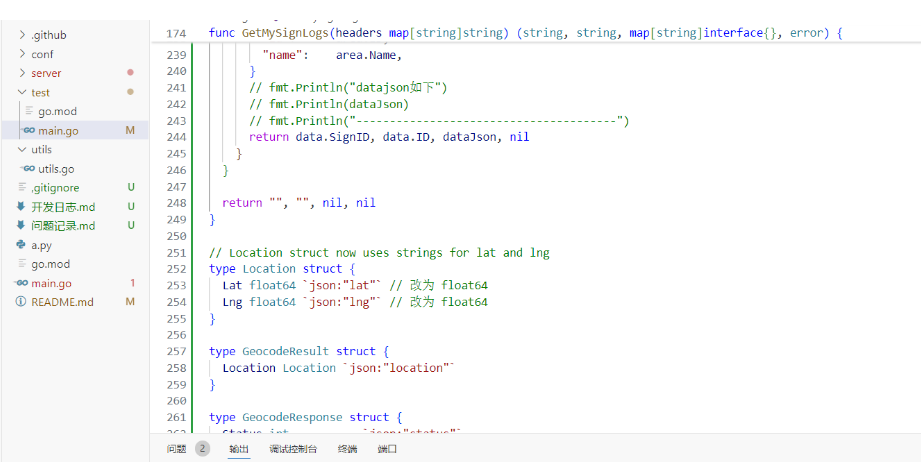 .github
conf
server
test
go.mod
main.go M
utils
utils.go
.gitignore U
开发日志.md U
问题记录.md U
a.py
go.mod
main.go 1
README.md M
174 func GetMySignLogs(headers map[string]string) (string, string, map[string]interface{}, error) {
239 "name": area.Name,
240 }
241 // fmt.Println("datajson如下")
242 // fmt.Println(dataJson)
243 // fmt.Println("---------------------------------------")
244 return data.SignID, data.ID, dataJson, nil
245 }
246 }
247
248 return "", "", nil, nil
249 }
250
251 // Location struct now uses strings for lat and lng
252 type Location struct {
253 Lat float64 `json:"lat"` // 改为 float64
254 Lng float64 `json:"lng"` // 改为 float64
255 }
256
257 type GeocodeResult struct {
258 Location Location `json:"location"`
259 }
260
261 type GeocodeResponse struct {
问题 2 输出 调试控制台 终端 端口